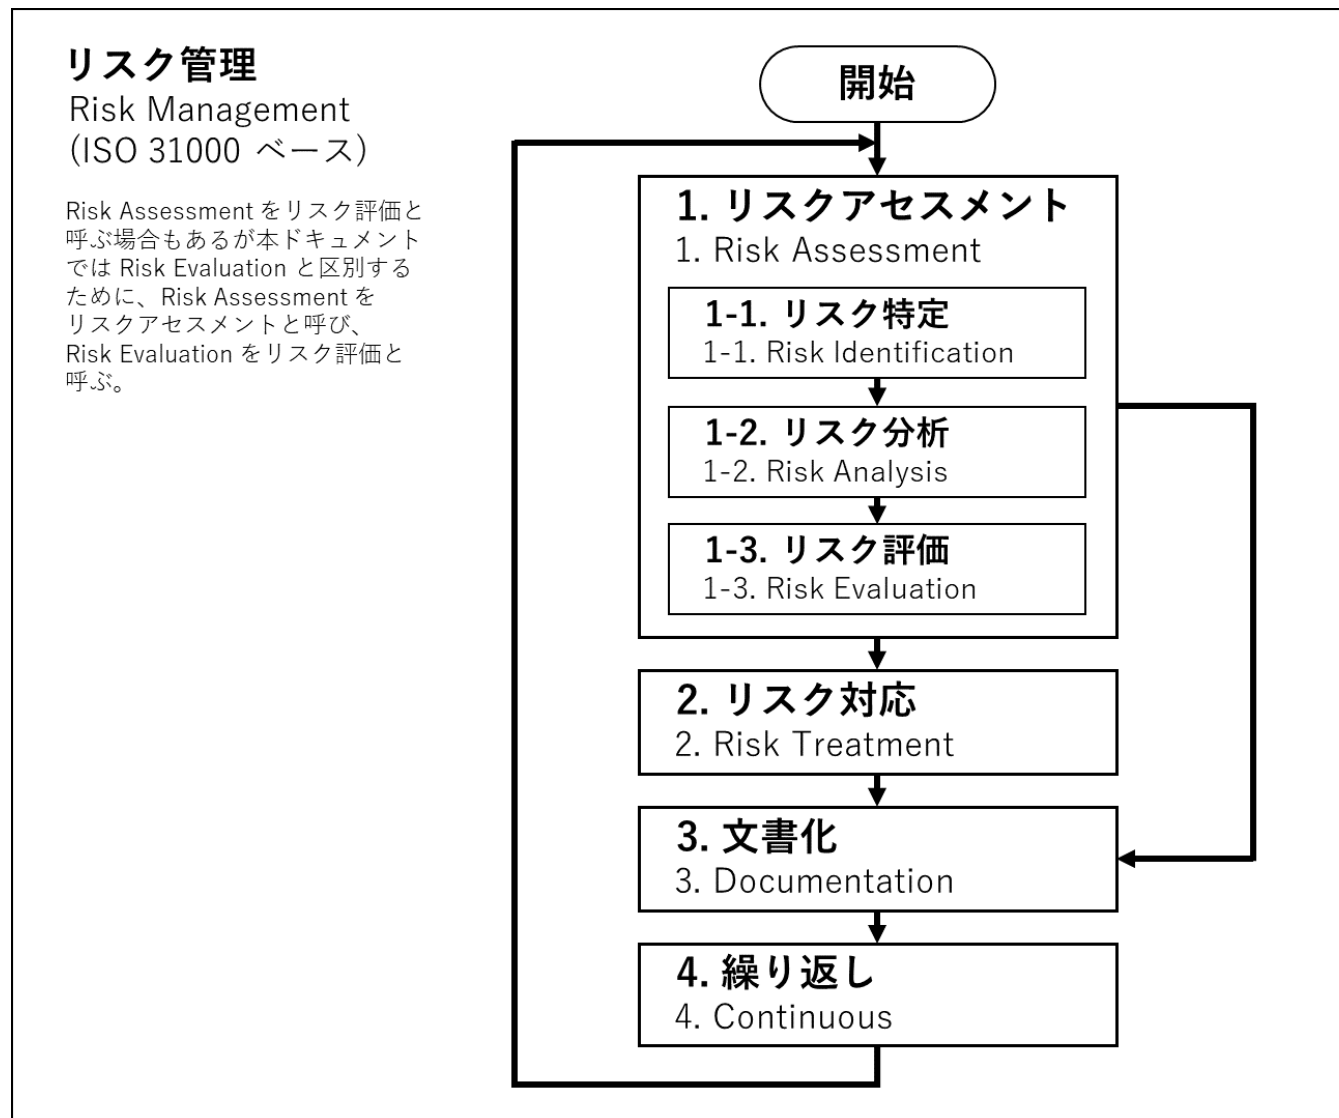 リスク管理
Risk Management
(ISO 31000 ベース)
Risk Assessment をリスク評価と
呼ぶ場合もあるが本ドキュメント
では Risk Evaluation と区別する
ために、Risk Assessment を
リスクアセスメントと呼び、
Risk Evaluation をリスク評価と
呼ぶ。
開始
1. リスクアセスメント
1. Risk Assessment
1-1. リスク特定
1-1. Risk Identification
1-2. リスク分析
1-2. Risk Analysis
1-3. リスク評価
1-3. Risk Evaluation
2. リスク対応
2. Risk Treatment
3. 文書化
3. Documentation
4. 繰り返し
4. Continuous